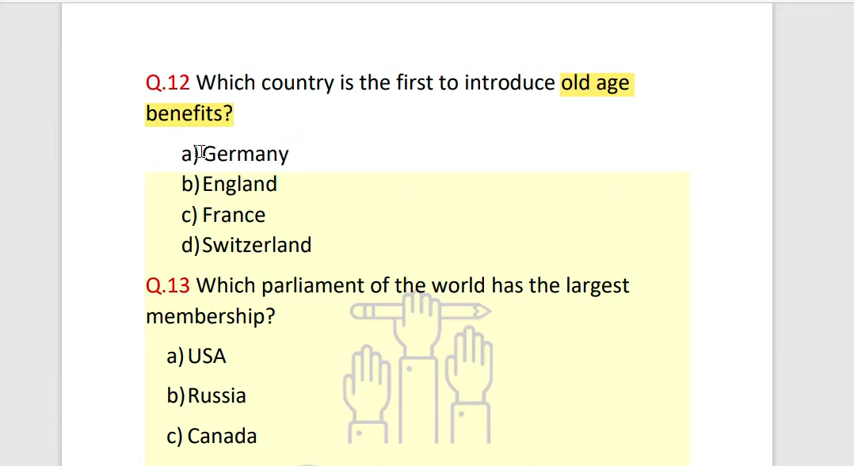 Q.12 Which country is the first to introduce old age
benefits?
a) Germany
b) England
c) France
d) Switzerland
Q.13 Which parliament of the world has the largest
membership?
a) USA
b) Russia
c) Canada